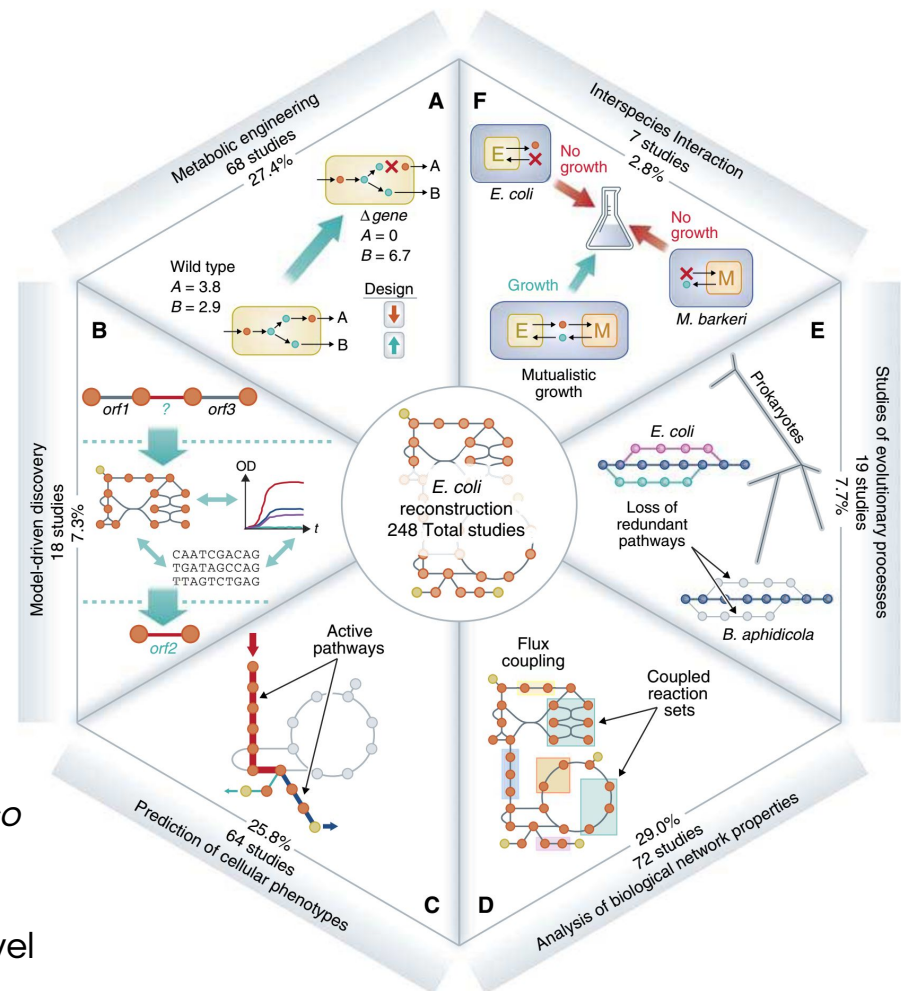 Metabolic engineering
68 studies
27.4%
A
A
B
Δ gene
A = 0
B = 6.7
Wild type
A = 3.8
B = 2.9
A
B
Design
F
Interspecies Interaction
7 studies
2.8%
E
No
growth
E. coli
No
growth
M
M. barkeri
Growth
E
M
Mutualistic
growth
B
Model-driven discovery
18 studies
7.3%
orf1
?
orf3
OD
t
CAATCGACAG
TGATAGCCAG
TTAGTCTGAG
orf2
E. coli
reconstruction
248 Total studies
E
Studies of evolutionary processes
19 studies
7.7%
Prokaryotes
E. coli
Loss of
redundant
pathways
B. aphidicola
Active
pathways
25.8%
64 studies
Prediction of cellular phenotypes
C
Flux
coupling
Coupled
reaction
sets
29.0%
72 studies
Analysis of biological network properties
D